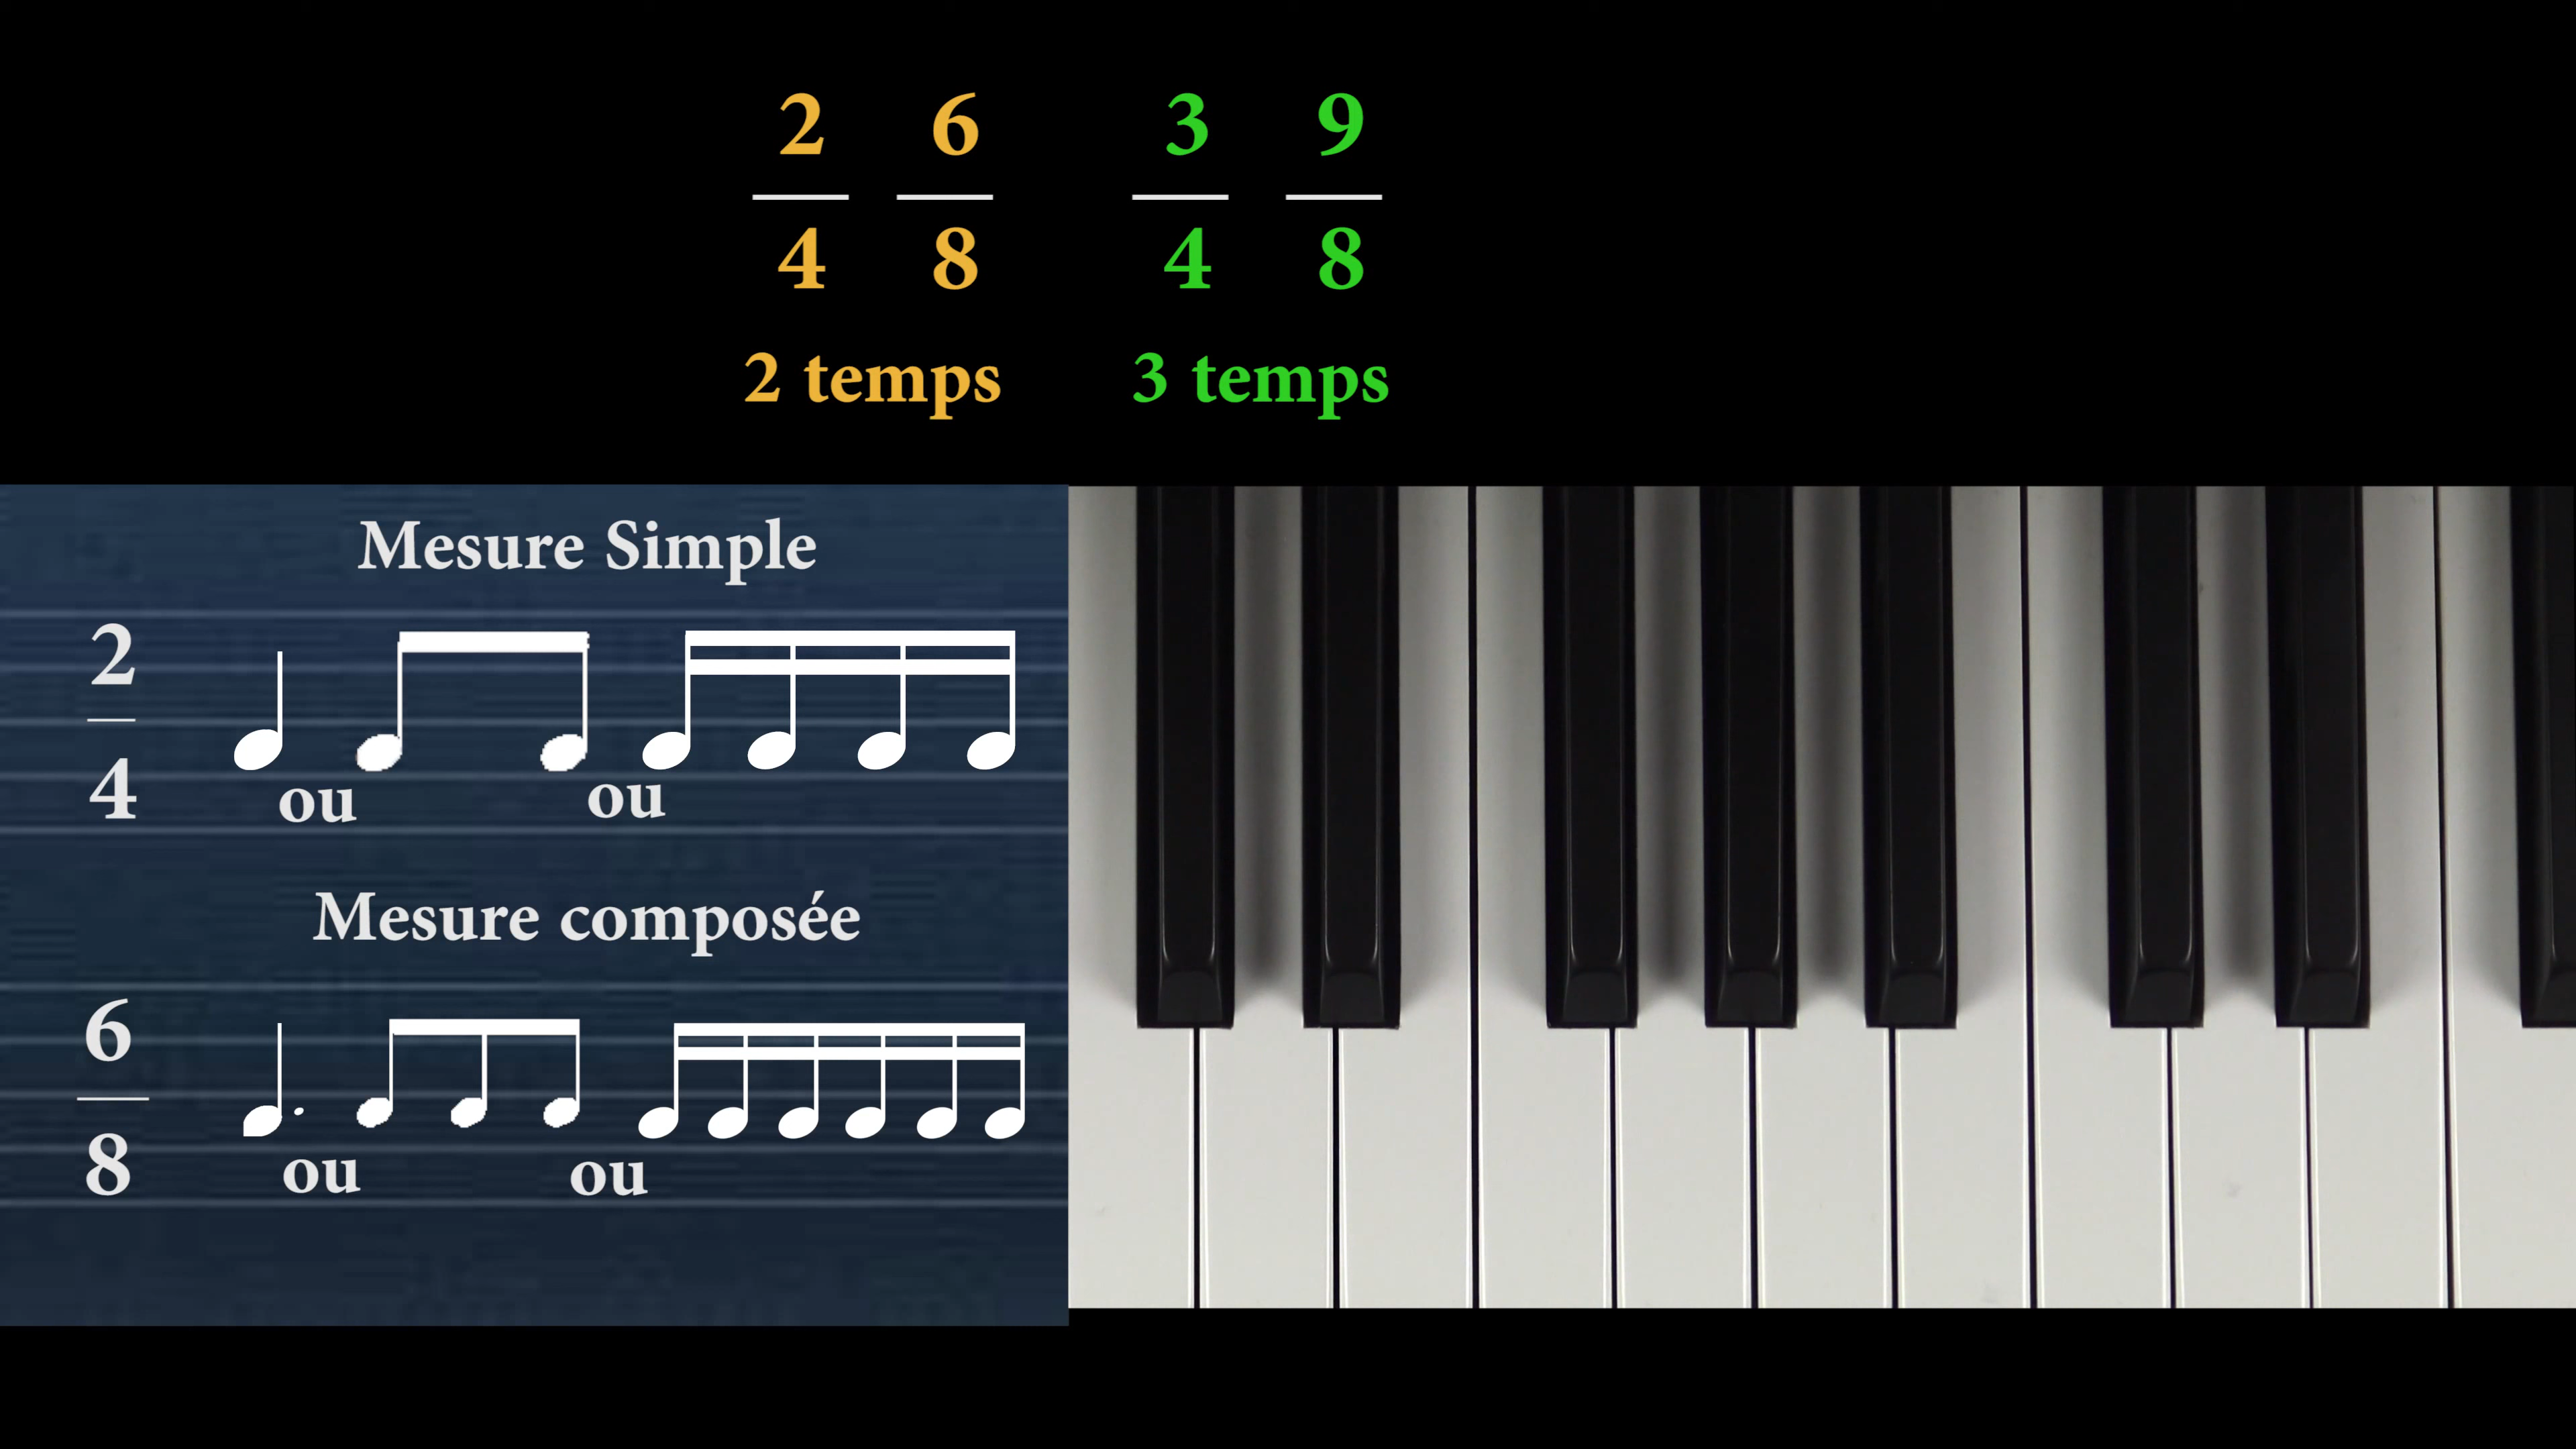 2 6 3 9
4 8 4 8
2 temps 3 temps
Mesure Simple
2
4
ou ou
Mesure composée
6
8
ou ou